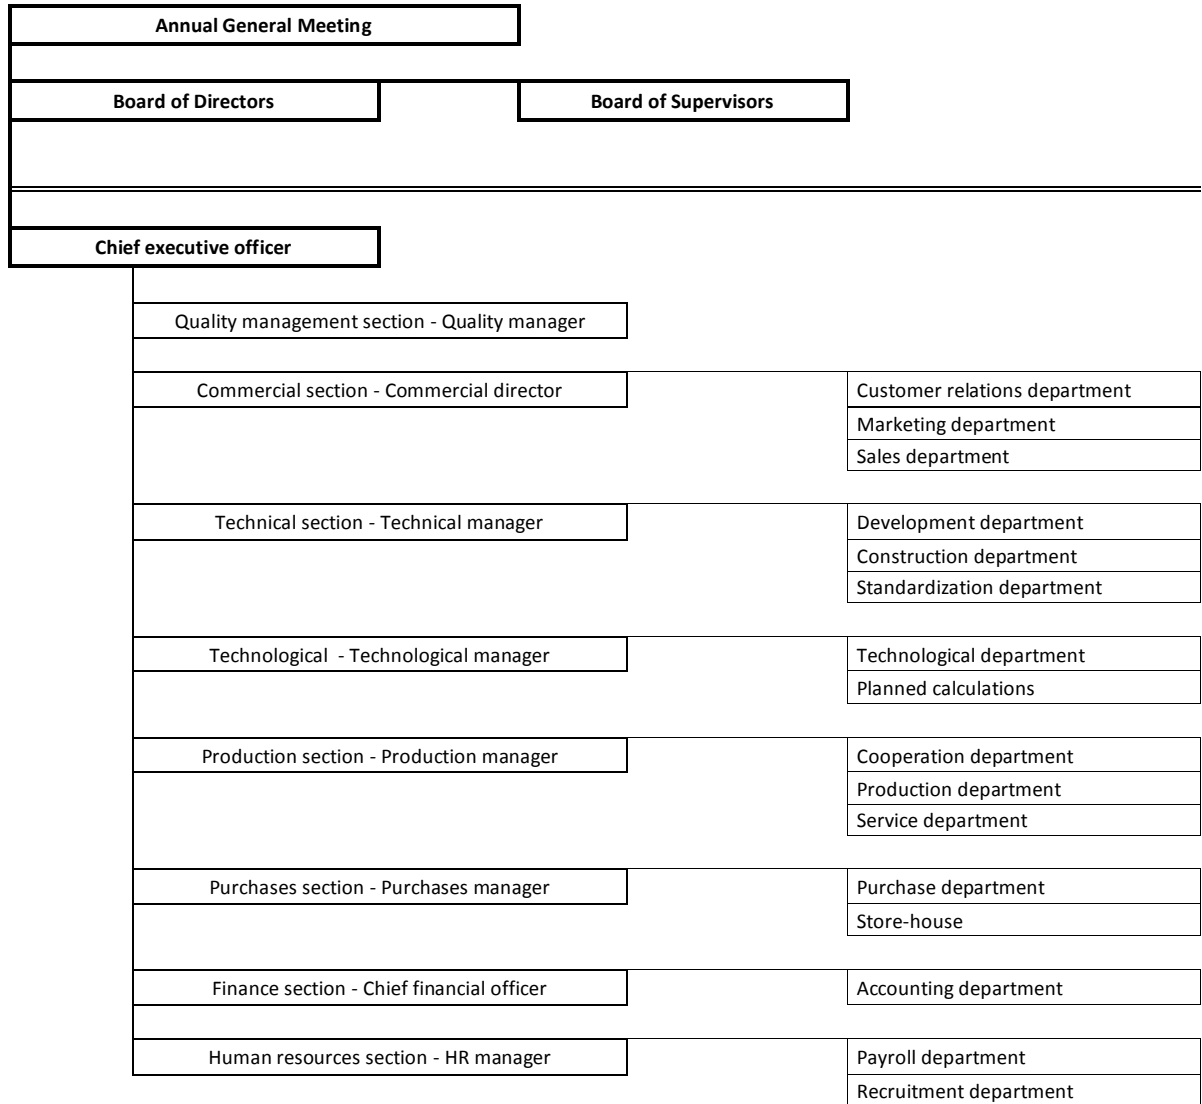 Annual General Meeting
Board of Directors
Board of Supervisors
Chief executive officer
Quality management section - Quality manager
Commercial section - Commercial director
Customer relations department
Marketing department
Sales department
Technical section - Technical manager
Development department
Construction department
Standardization department
Technological  - Technological manager
Technological department
Planned calculations
Production section - Production manager
Cooperation department
Production department
Service department
Purchases section - Purchases manager
Purchase department
Store-house
Finance section - Chief financial officer
Accounting department
Human resources section - HR manager
Payroll department
Recruitment department